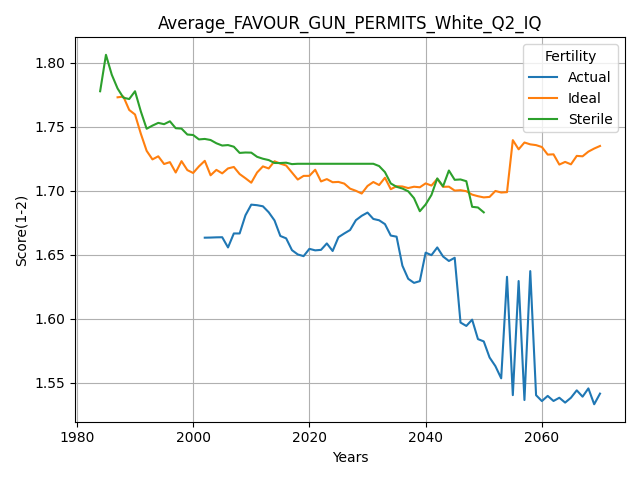 Average_FAVOUR_GUN_PERMITS_White_Q2_IQ
Fertility
Actual
Ideal
Sterile
Score(1-2)
1.80
1.75
1.70
1.65
1.60
1.55
1980
2000
2020
2040
2060
Years